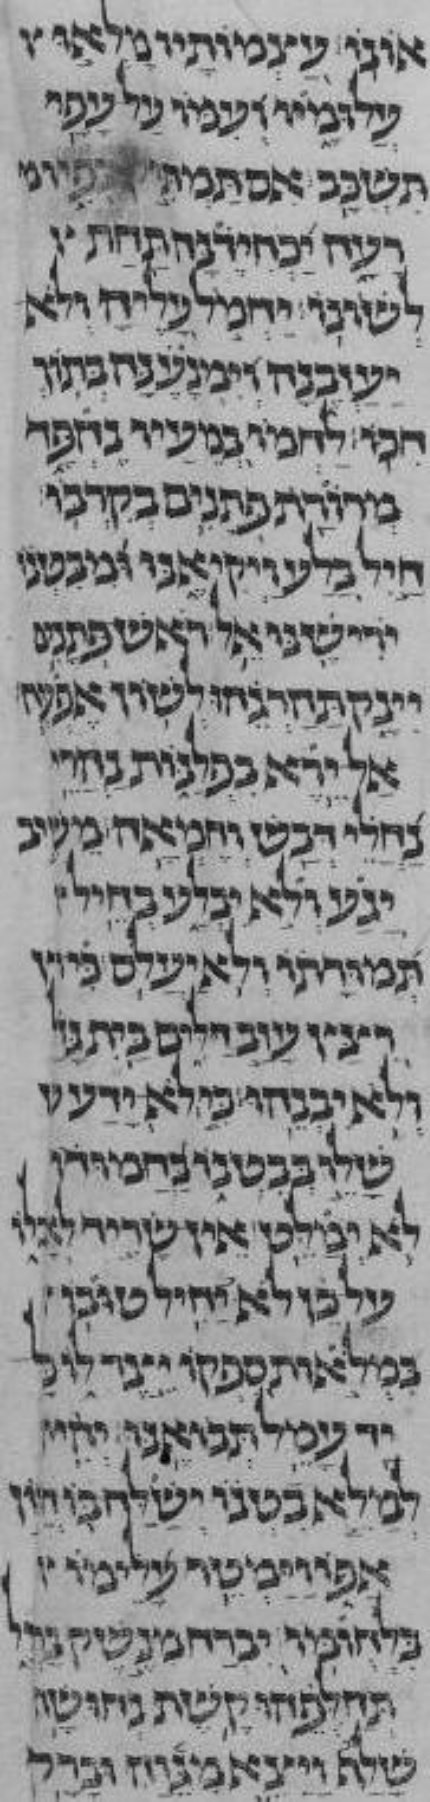 אונו עצמותיו מלאו
עלומיו ועמו על עפר
תשכב אם תמתיק בפיו
רעה יכחידנה תחת
לשונו יחמל עליה ולא
יעזבנה וימנענה בתוך
חכו לחמו במעיו נהפך
מרורת פתנים בקרבו
חיל בלע ויקיאנו ומבטנו
ירישנו אל ראש פתנים
יינק תהרגהו לשון אפעה
אל ירא בפלגות נהרי
נחלי דבש וחמאה משיב
יגע ולא יבלע כחיל
תמורתו ולא יעלס כי
רצץ עזב דלים בית גזל
ולא יבנהו כי לא ידע
שלו בבטנו בחמודו
לא ימלט אין שריד לאכלו
על כן לא יחיל טובו
במלאות ספקו יצר לו כל
יד עמל תבואנו יהי
למלא בטנו ישלח בו חרון
אפו וימטר עלימו
בלחומו יברח מנשק ברזל
תחלפהו קשת נחושה
שלף ויצא מגוה וברק